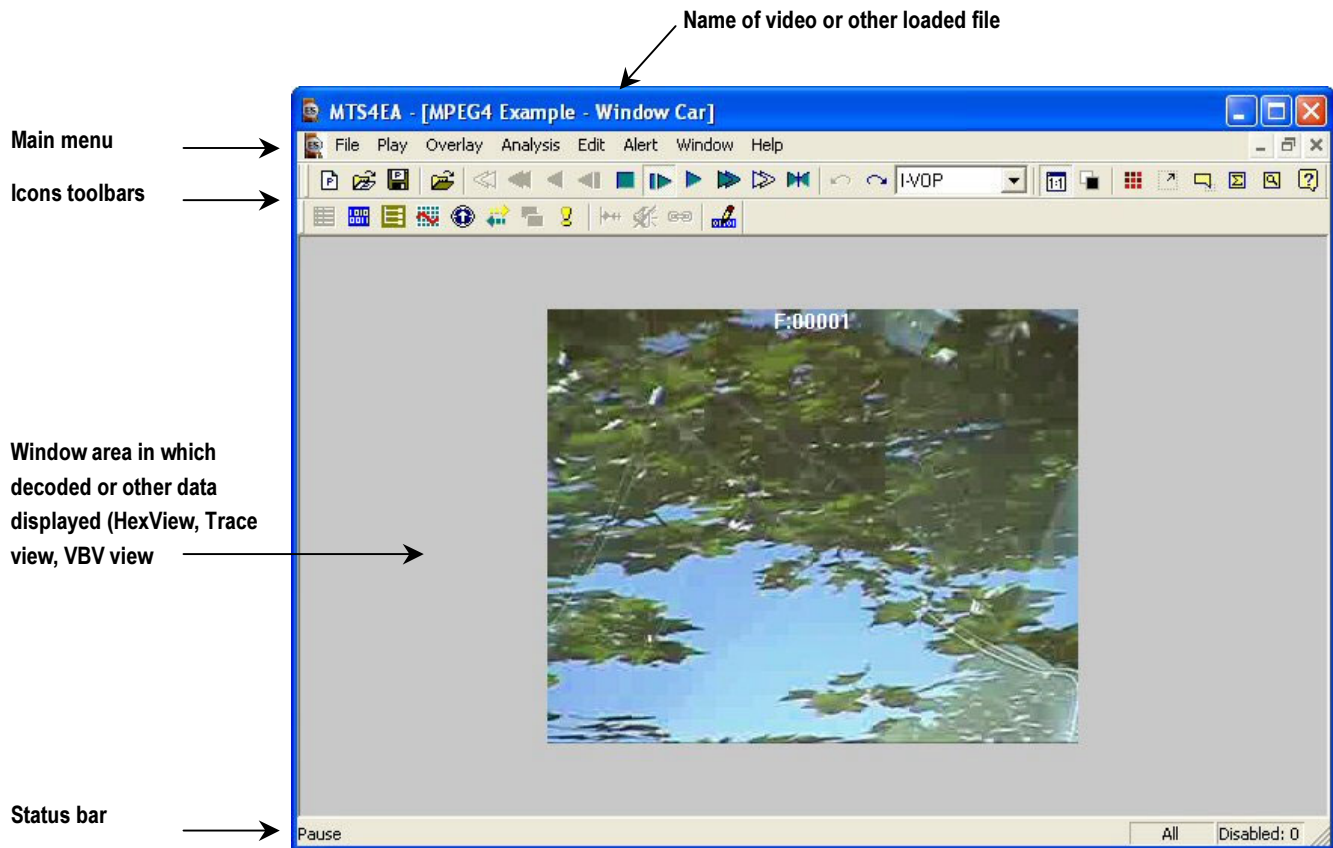 Name of video or other loaded file
MTS4EA - [MPEG4 Example - Window Car]
Main menu
File Play Overlay Analysis Edit Alert Window Help
Icons toolbars
I-VOP
1:1
F:00001
Window area in which
decoded or other data
displayed (HexView, Trace
view, VBV view
Status bar
Pause
All
Disabled: 0